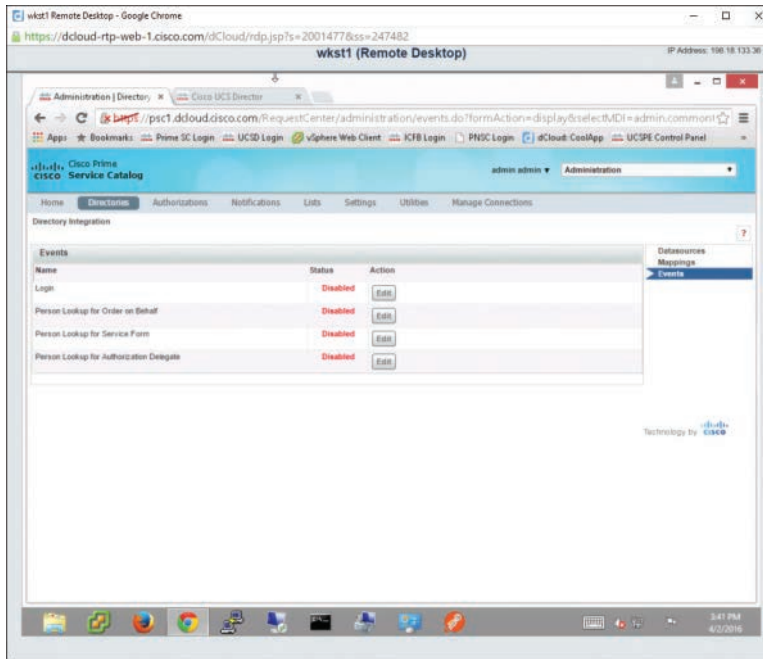 wkst1 Remote Desktop - Google Chrome
https://dcloud-rtp-web-1.cisco.com/dCloud/rdp.jsp?s=2001477&ss=247482
wkst1 (Remote Desktop)
IP Address: 198.18.133.36
Administration | Directory
Cisco UCS Director
https://psc1.dcloud.cisco.com/RequestCenter/administration/events.do?formAction=display&selectMDI=admin.common
Apps Bookmarks Prime SC Login UCSD Login vSphere Web Client ICFB Login PNSC Login dCloud: CoolApp UCSPE Control Panel
cisco
Cisco Prime
Service Catalog
admin admin
Administration
Home Directories Authorizations Notifications Lists Settings Utilities Manage Connections
Directory Integration
?
Events
Name Status Action
Login Disabled Edit
Person Lookup for Order on Behalf Disabled Edit
Person Lookup for Service Form Disabled Edit
Person Lookup for Authorization Delegate Disabled Edit
Datasources
Mappings
Events
Technology by CISCO
3:41 PM
4/2/2016